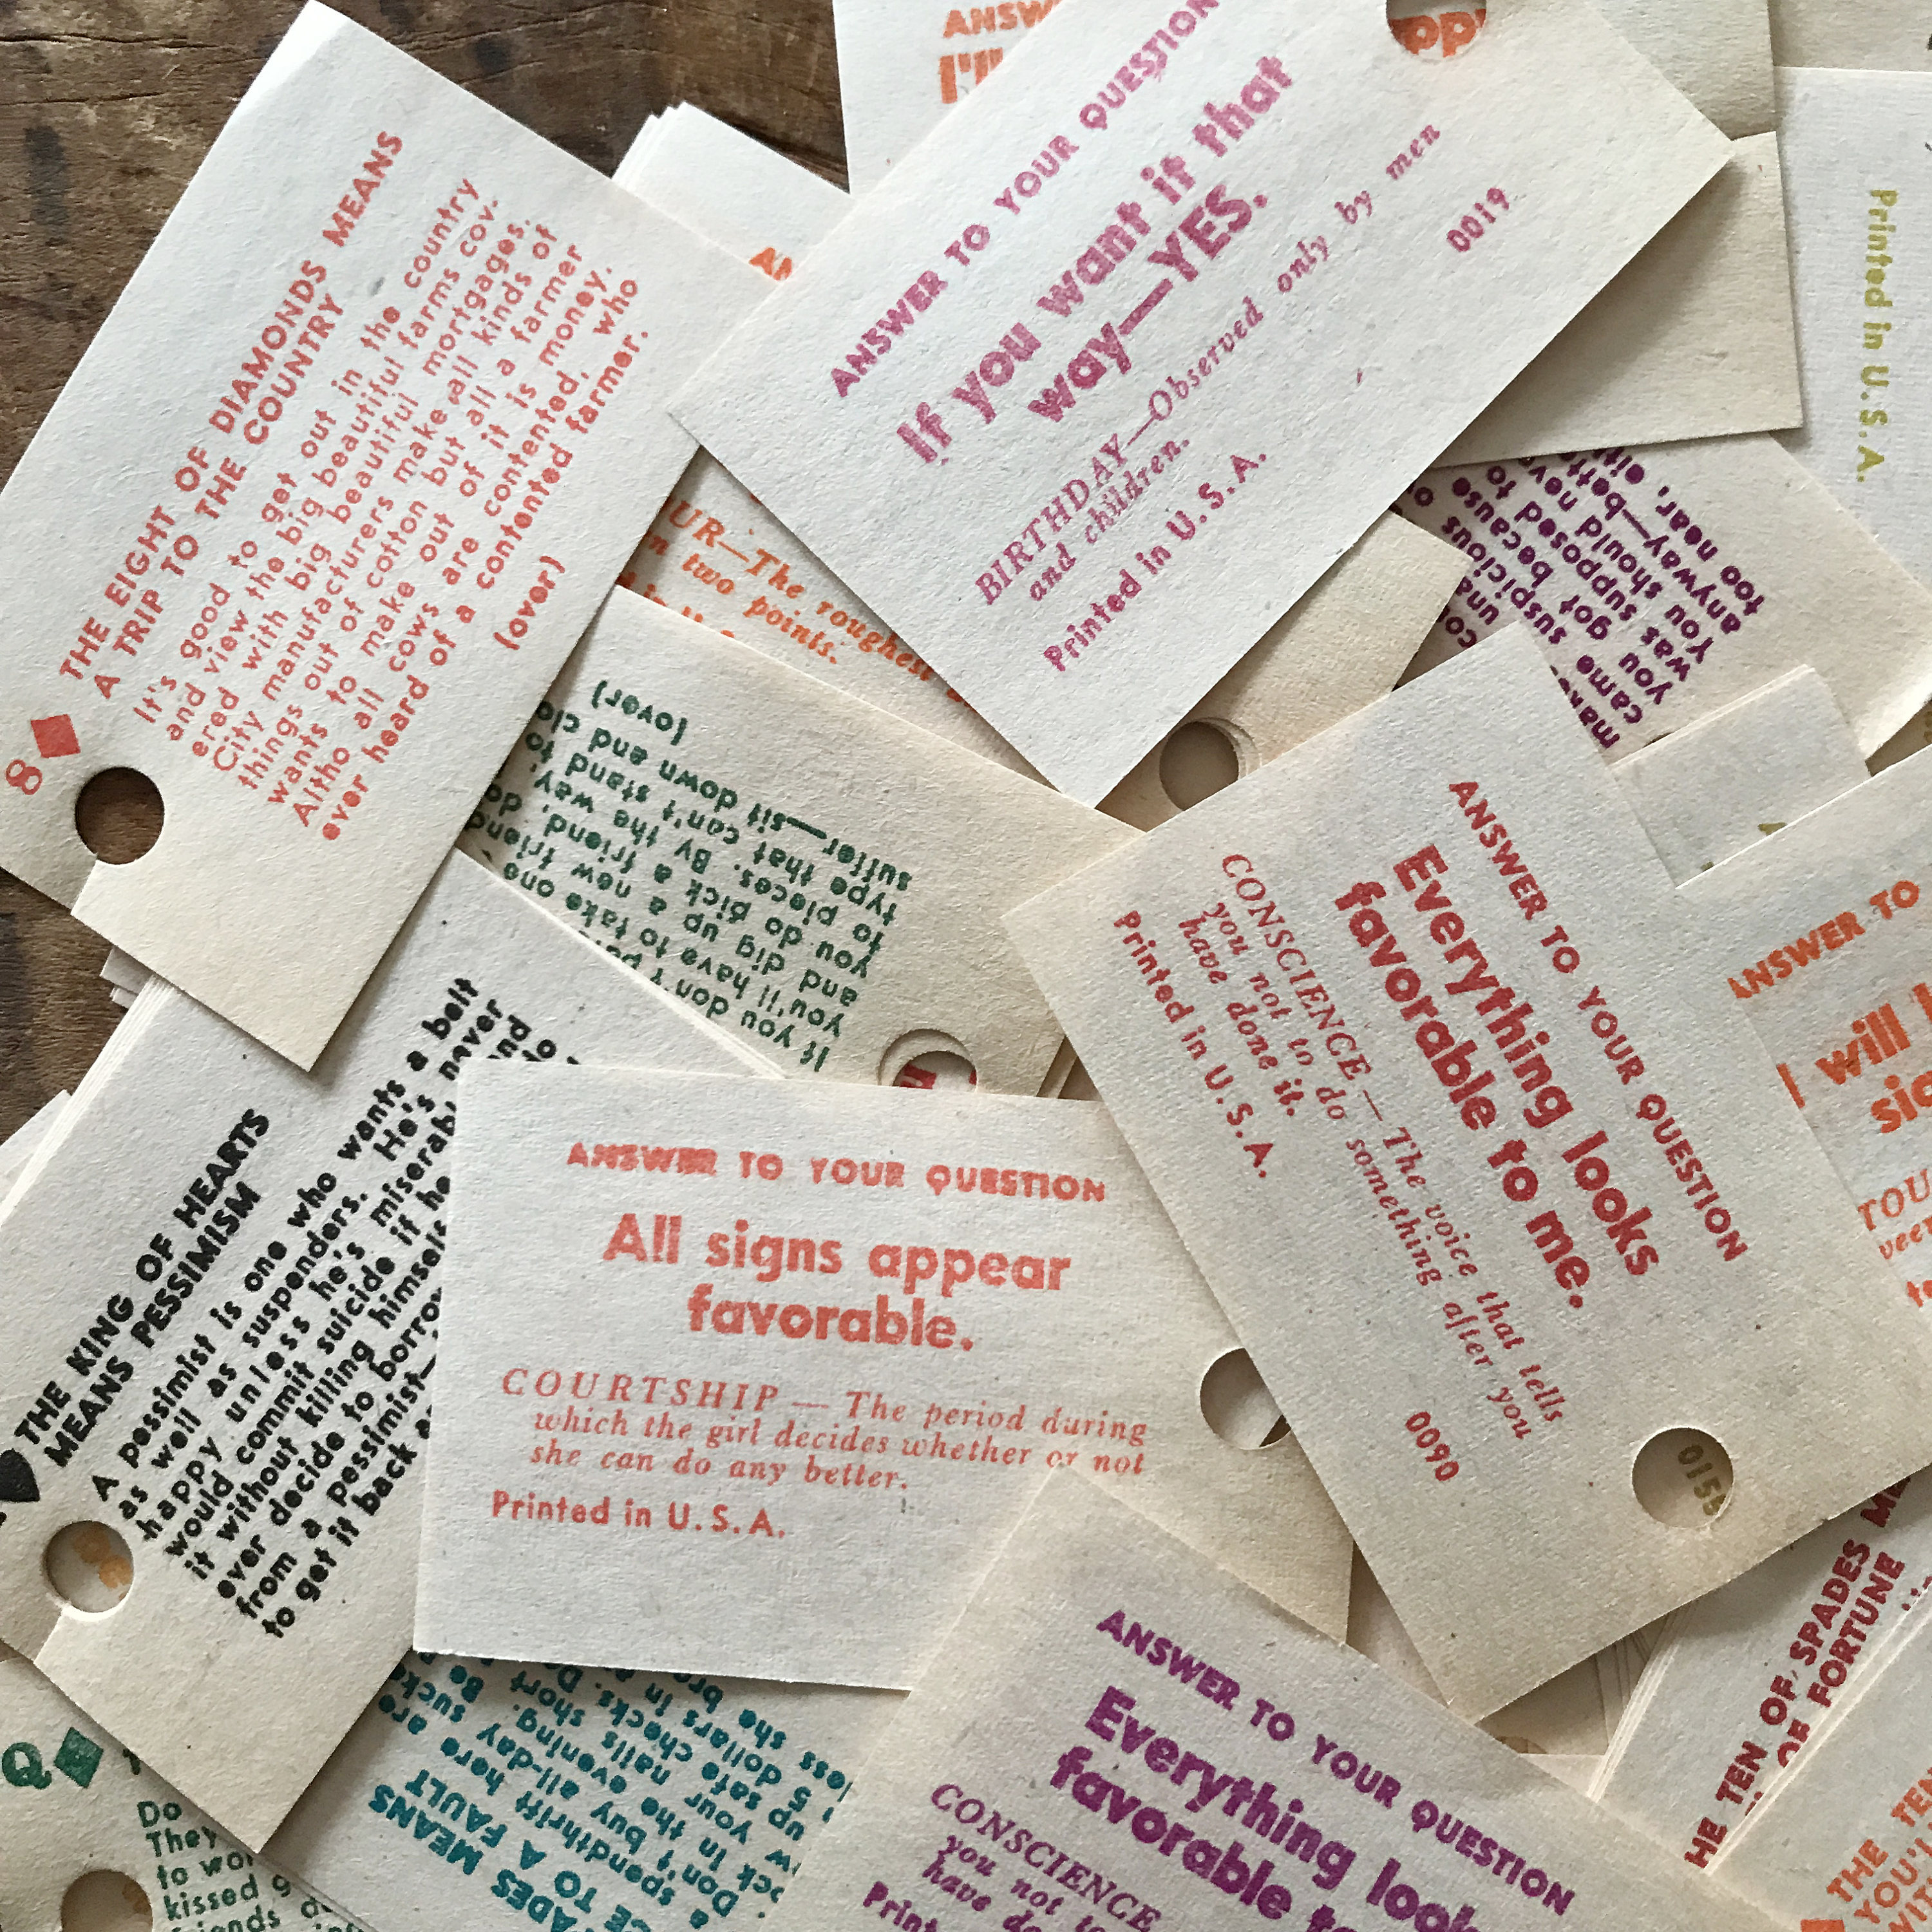 8
THE EIGHT OF DIAMONDS MEANS
A TRIP TO THE COUNTRY
It's good to get out in the country
and view the big beautiful farms cov-
ered with big beautiful mortgages.
City manufacturers make all kinds of
things out of cotton but all a farmer
wants to make out of it is money.
Altho all cows are contented, who
ever heard of a contented farmer.
(over)
ANSWER TO YOUR QUESTION
If you want it that
way—YES.
BIRTHDAY—Observed only by men
and children.
Printed in U.S.A.
0019
I'll
Printed in U.S.A.
UR—The roughest
two points.
If you don't
you'll have to take one
and dig up a new friend
you do pick a friend, do
to pieces. By the way,
type that can't stand to
suffer—sit down and
(over)
came
you was
You got supposed
anyway you should
too near,
suspicious
because
ANSWER TO YOUR QUESTION
Everything looks
favorable to me.
CONSCIENCE—The voice that tells
you not to do something after you
have done it.
Printed in U.S.A.
0090
ANSWER TO
will
THE KING OF HEARTS
MEANS PESSIMISM
A pessimist is one who wants a belt
as well as suspenders. He's never
happy unless he's
would commit suicide if he
it without killing himself
ever decide to
from a pessimist—
to get it back
ANSWER TO YOUR QUESTION
All signs appear
favorable.
COURTSHIP — The period during
which the girl decides whether or not
she can do any better.
Printed in U.S.A.
ANSWER TO YOUR QUESTION
Everything
favorable
CONSCIENCE
you not
have
MEANS
TO A FAULT
a spendthrift here are
Don't buy all-day
in the evening. Be
your nails short
up safe checks.
5 dollars in
she
TEN OF SPADES
OF FORTUNE
Q
Do
They
to
kissed
THE